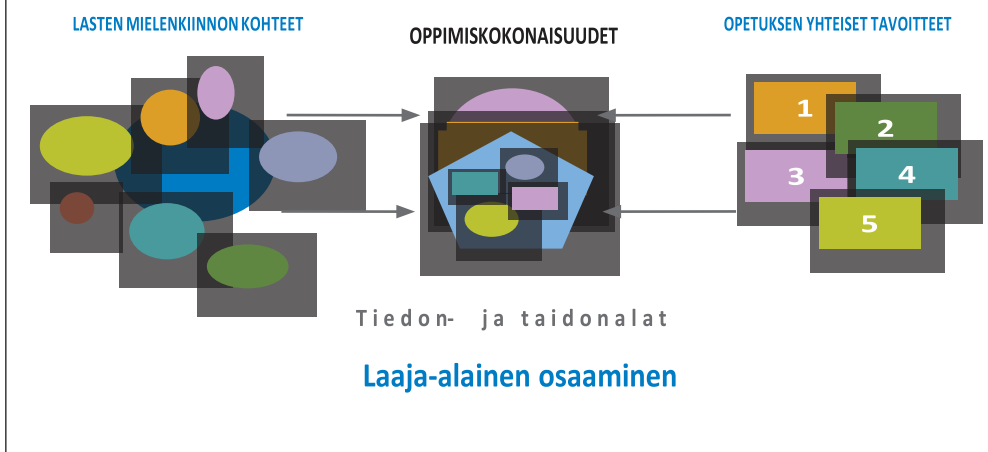 LASTEN MIELENKIINNON KOHTEET
OPPIMISKOKONAISUUDET
OPETUKSEN YHTEISET TAVOITTEET
1
2
3
4
5
Tiedon- ja taidonalat
Laaja-alainen osaaminen